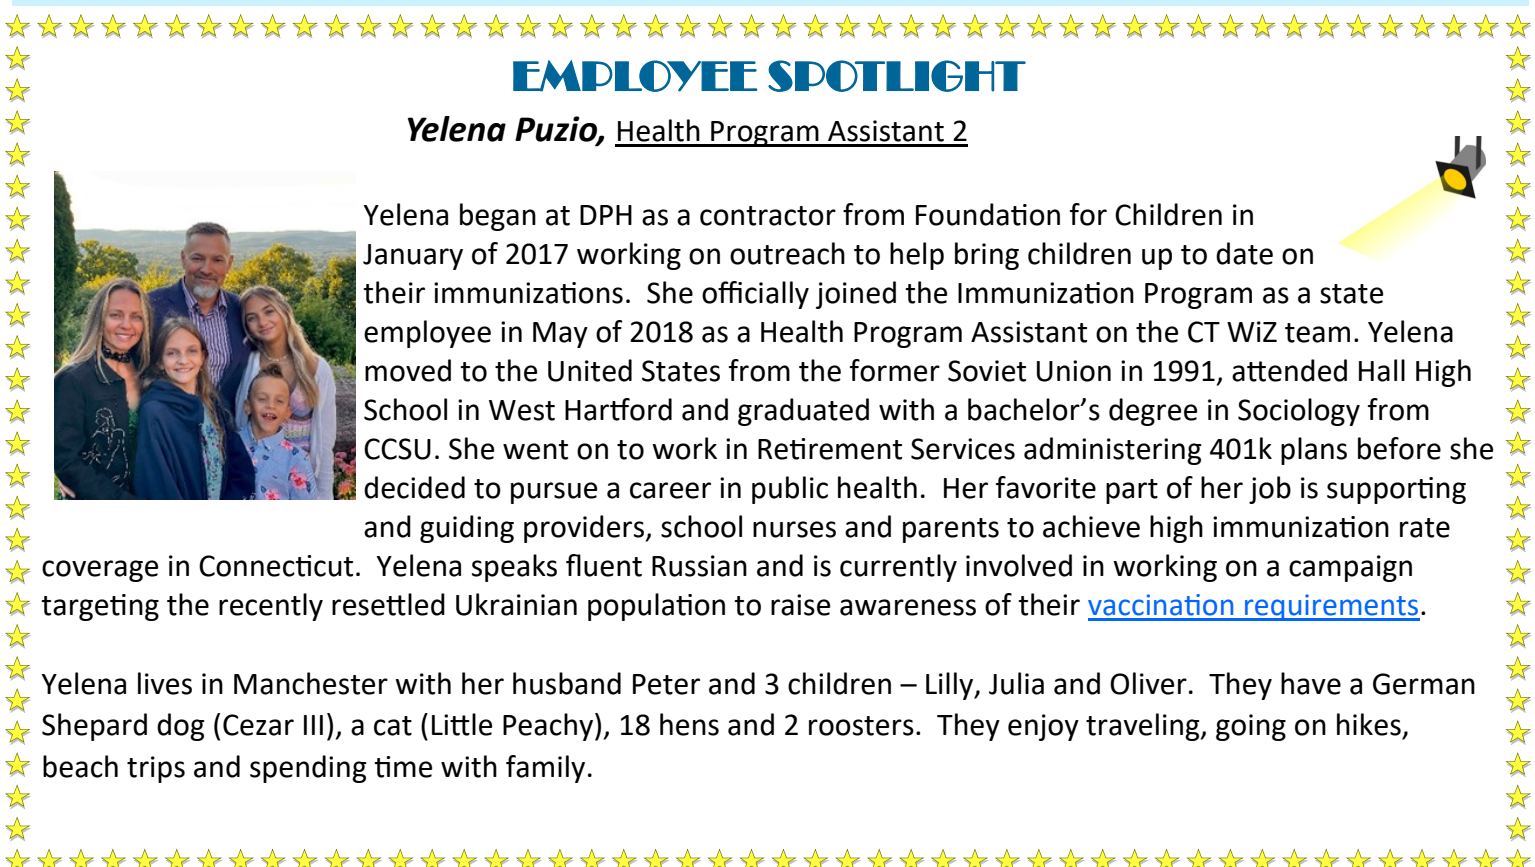 EMPLOYEE SPOTLIGHT
Yelena Puzio, Health Program Assistant 2
Yelena began at DPH as a contractor from Foundation for Children in
January of 2017 working on outreach to help bring children up to date on
their immunizations.  She officially joined the Immunization Program as a state
employee in May of 2018 as a Health Program Assistant on the CT WiZ team. Yelena
moved to the United States from the former Soviet Union in 1991, attended Hall High
School in West Hartford and graduated with a bachelor’s degree in Sociology from
CCSU. She went on to work in Retirement Services administering 401k plans before she
decided to pursue a career in public health.  Her favorite part of her job is supporting
and guiding providers, school nurses and parents to achieve high immunization rate
coverage in Connecticut.  Yelena speaks fluent Russian and is currently involved in working on a campaign
targeting the recently resettled Ukrainian population to raise awareness of their vaccination requirements.
Yelena lives in Manchester with her husband Peter and 3 children – Lilly, Julia and Oliver.  They have a German
Shepard dog (Cezar III), a cat (Little Peachy), 18 hens and 2 roosters.  They enjoy traveling, going on hikes,
beach trips and spending time with family.